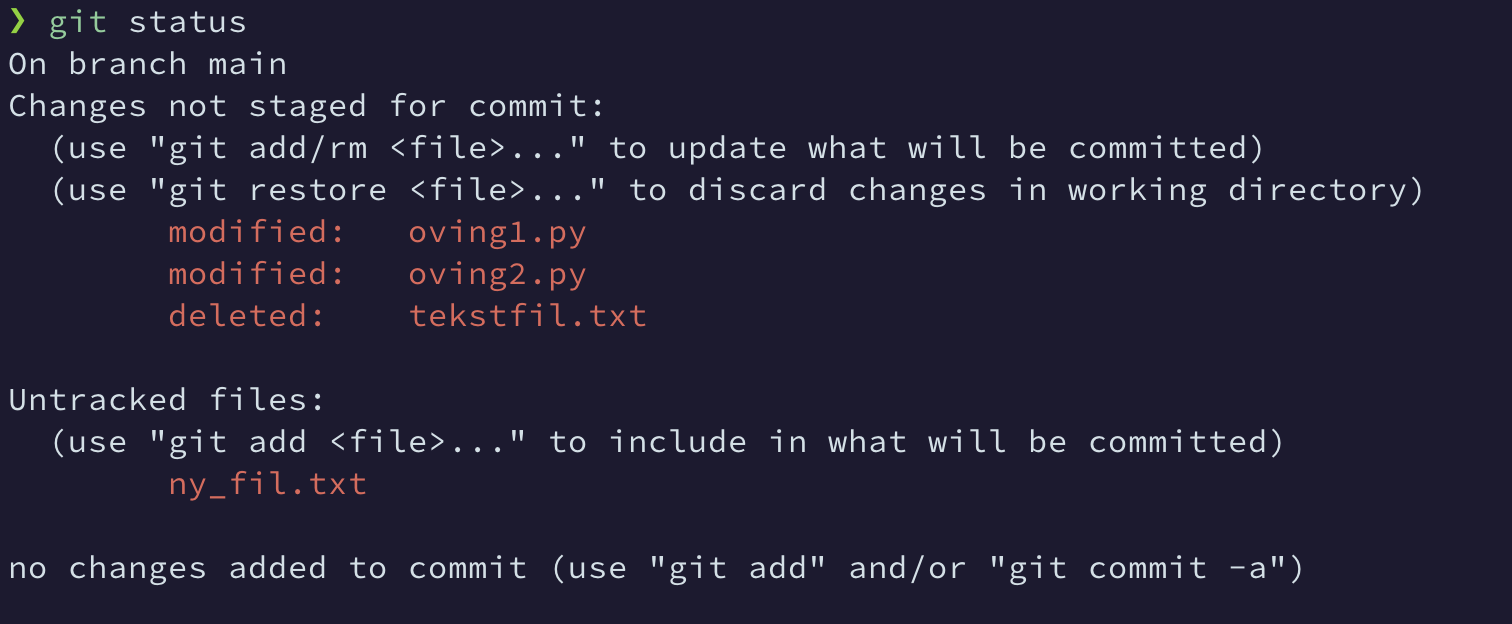 ❯ git status
On branch main
Changes not staged for commit:
  (use "git add/rm <file>..." to update what will be committed)
  (use "git restore <file>..." to discard changes in working directory)
        modified:   oving1.py
        modified:   oving2.py
        deleted:    tekstfil.txt

Untracked files:
  (use "git add <file>..." to include in what will be committed)
        ny_fil.txt

no changes added to commit (use "git add" and/or "git commit -a")